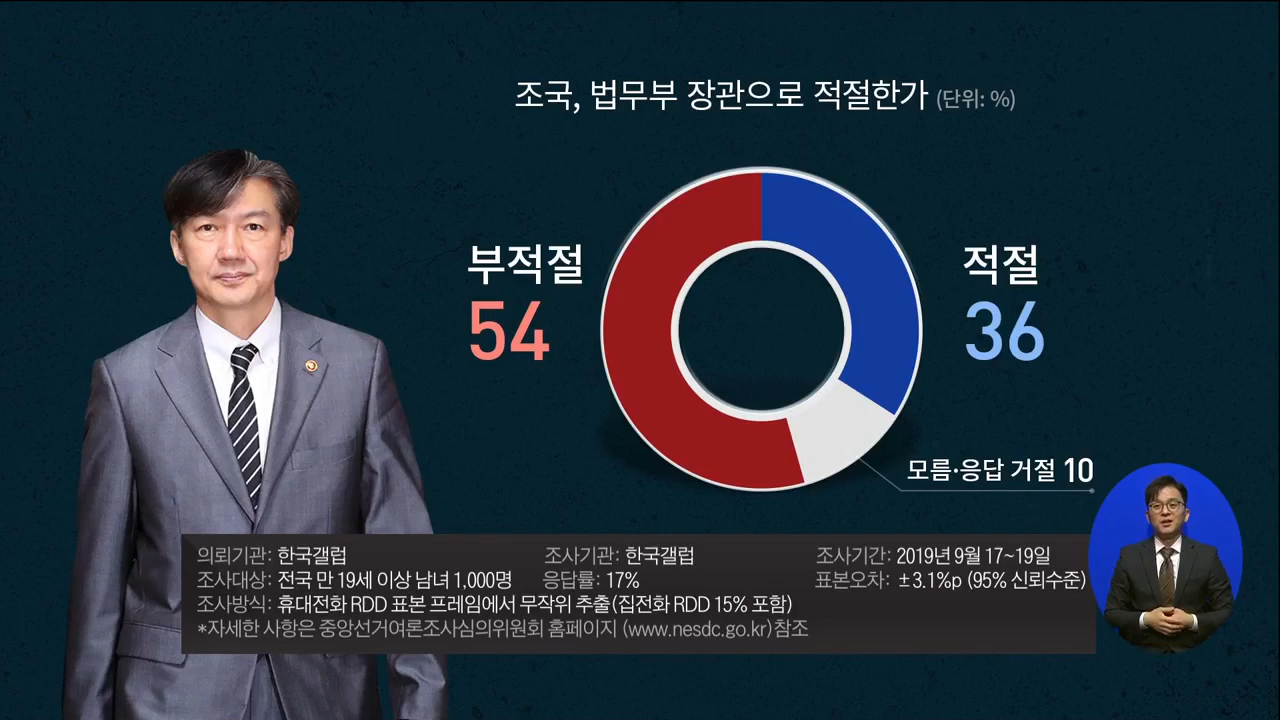 조국, 법무부 장관으로 적절한가 (단위: %)
부적절
54
적절
36
모름·응답 거절 10
의뢰기관: 한국갤럽 조사기관: 한국갤럽 조사기간: 2019년 9월 17~19일
조사대상: 전국 만 19세 이상 남녀 1,000명 응답률: 17% 표본오차: ±3.1%p (95% 신뢰수준)
조사방식: 휴대전화 RDD 표본 프레임에서 무작위 추출(집전화 RDD 15% 포함)
*자세한 사항은 중앙선거여론조사심의위원회 홈페이지 (www.nesdc.go.kr)참조